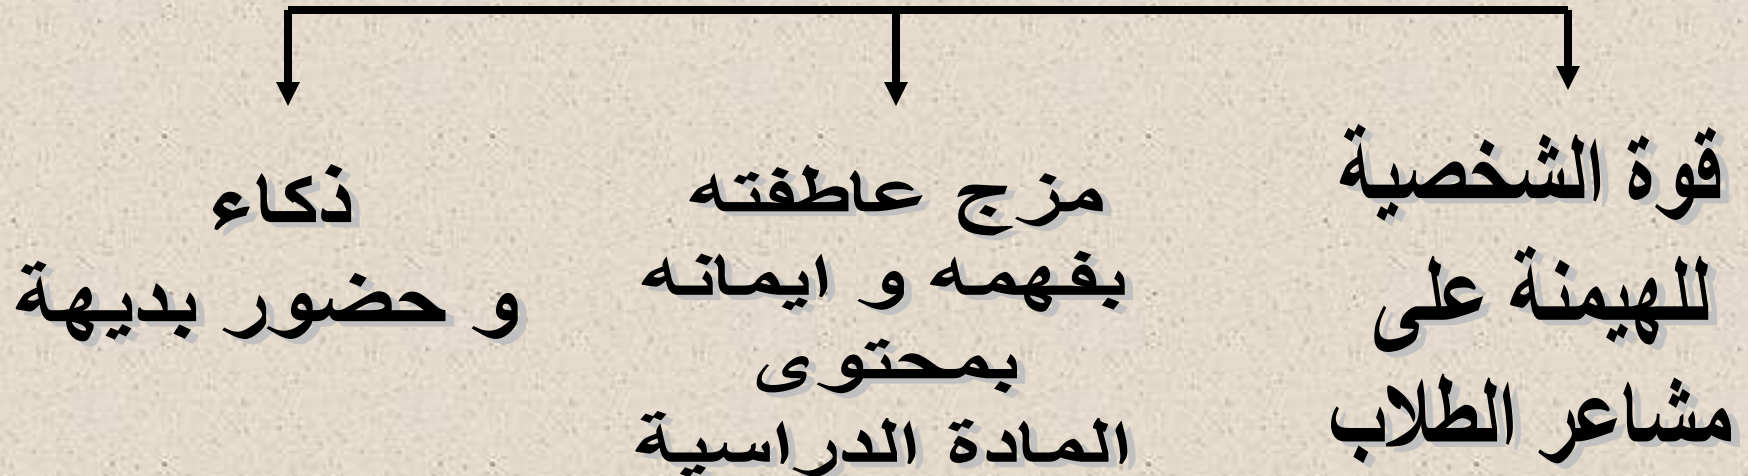 قوة الشخصية
للهيمنة على
مشاعر الطلاب
مزج عاطفته
بفهمه و ايمانه
بمحتوى
المادة الدراسية
ذكاء
و حضور بديهة